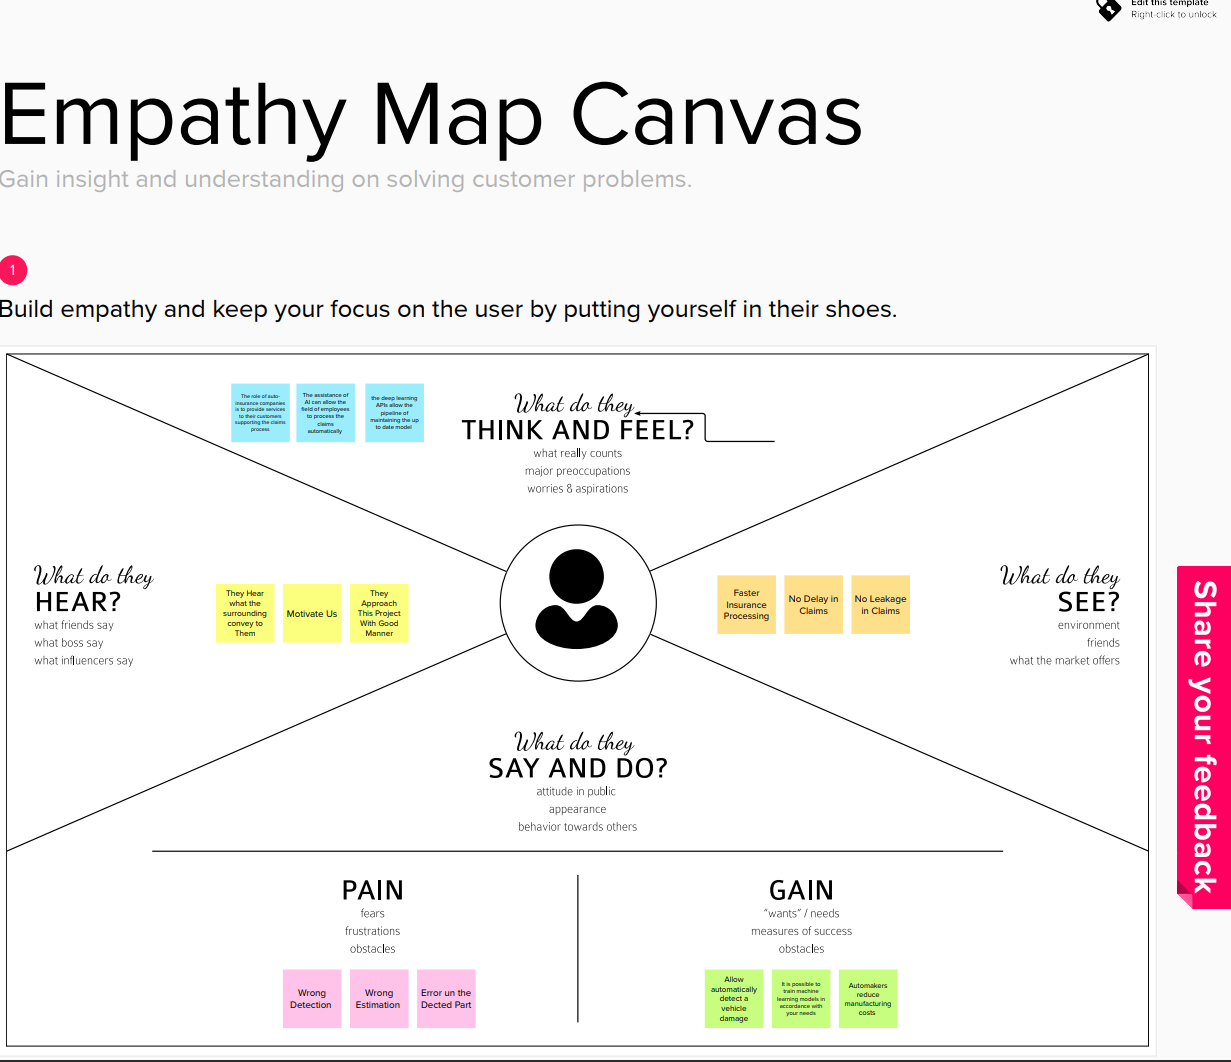 Edit this template
Right-click to unlock
Empathy Map Canvas
Gain insight and understanding on solving customer problems.
1
Build empathy and keep your focus on the user by putting yourself in their shoes.
The role of auto-
insurance companies
is to provide services
to their customers
supporting the claims
process
The assistance of
AI can allow the
field of employees
to process the
claims
automatically
the deep learning
APIs allow the
pipeline of
maintaining the up
to date model
What do they
THINK AND FEEL?
what really counts
major preoccupations
worries & aspirations
What do they
HEAR?
what friends say
what boss say
what influencers say
They Hear
what the
surrounding
convey to
Them
Motivate Us
They
Approach
This Project
With Good
Manner
Faster
Insurance
Processing
No Delay in
Claims
No Leakage
in Claims
What do they
SEE?
environment
friends
what the market offers
What do they
SAY AND DO?
attitude in public
appearance
behavior towards others
PAIN
fears
frustrations
obstacles
Wrong
Detection
Wrong
Estimation
Error un the
Dected Part
GAIN
“wants” / needs
measures of success
obstacles
Allow
automatically
detect a
vehicle
damage
It is possible to
train machine
learning models in
accordance with
your needs
Automakers
reduce
manufacturing
costs
Share your feedback